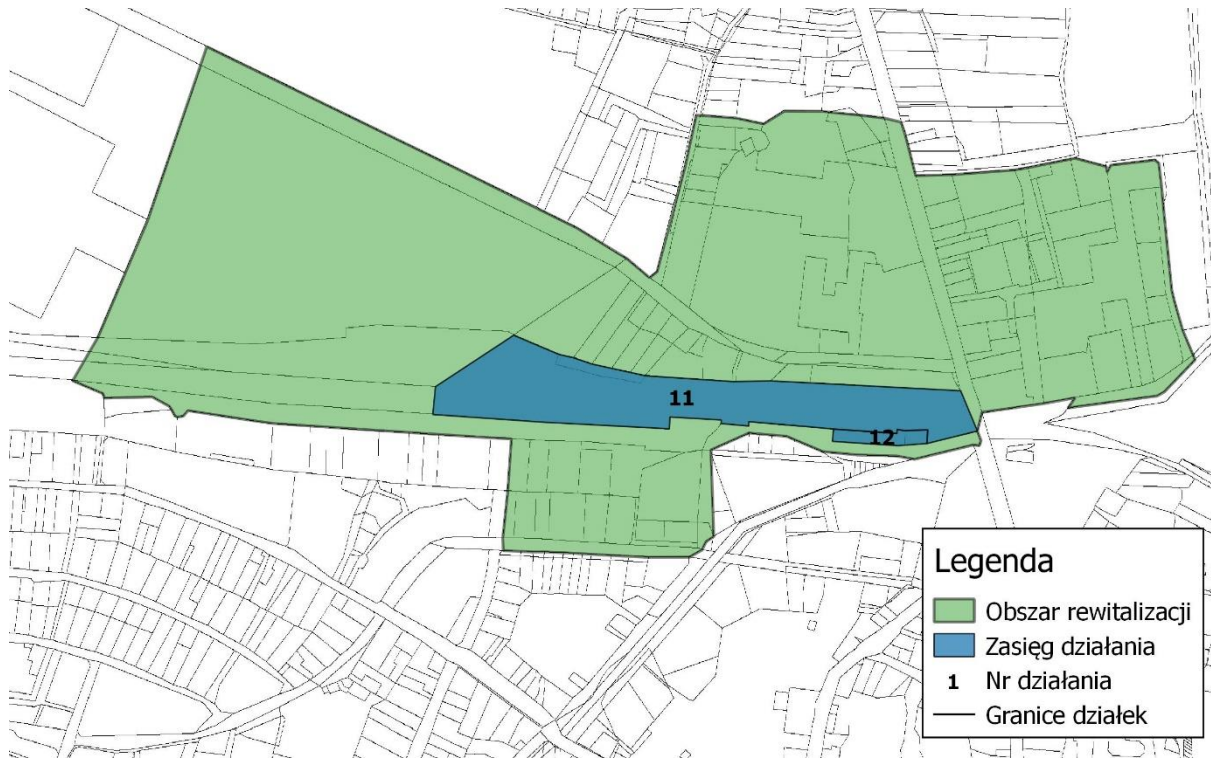 11
12
Legenda
Obszar rewitalizacji
Zasięg działania
1 Nr działania
Granice działek